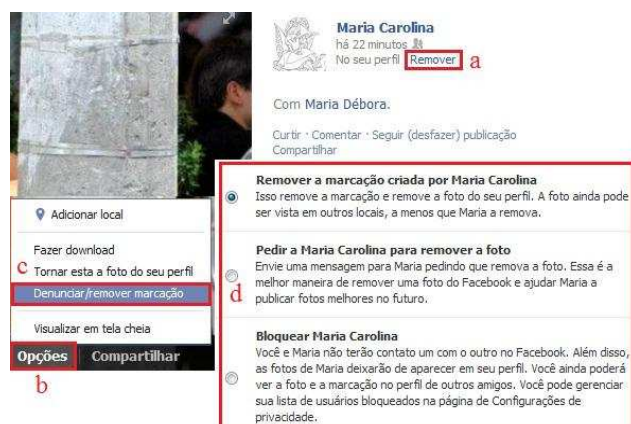 Maria Carolina
há 22 minutos
No seu perfil Remover a
Com Maria Débora.
Curtir · Comentar · Seguir (desfazer) publicação
Compartilhar
Adicionar local
Fazer download
c Tornar esta a foto do seu perfil
Denunciar/remover marcação
Visualizar em tela cheia
Opções Compartilhar
b
Remover a marcação criada por Maria Carolina
Isso remove a marcação e remove a foto do seu perfil. A foto ainda pode
ser vista em outros locais, a menos que Maria a remova.
Pedir a Maria Carolina para remover a foto
Envie uma mensagem para Maria pedindo que remova a foto. Essa é a
d melhor maneira de remover uma foto do Facebook e ajudar Maria a
publicar fotos melhores no futuro.
Bloquear Maria Carolina
Você e Maria não terão contato um com o outro no Facebook. Além disso,
as fotos de Maria deixarão de aparecer em seu perfil. Você ainda poderá
ver a foto e a marcação no perfil de outros amigos. Você pode gerenciar
sua lista de usuários bloqueados na página de Configurações de
privacidade.